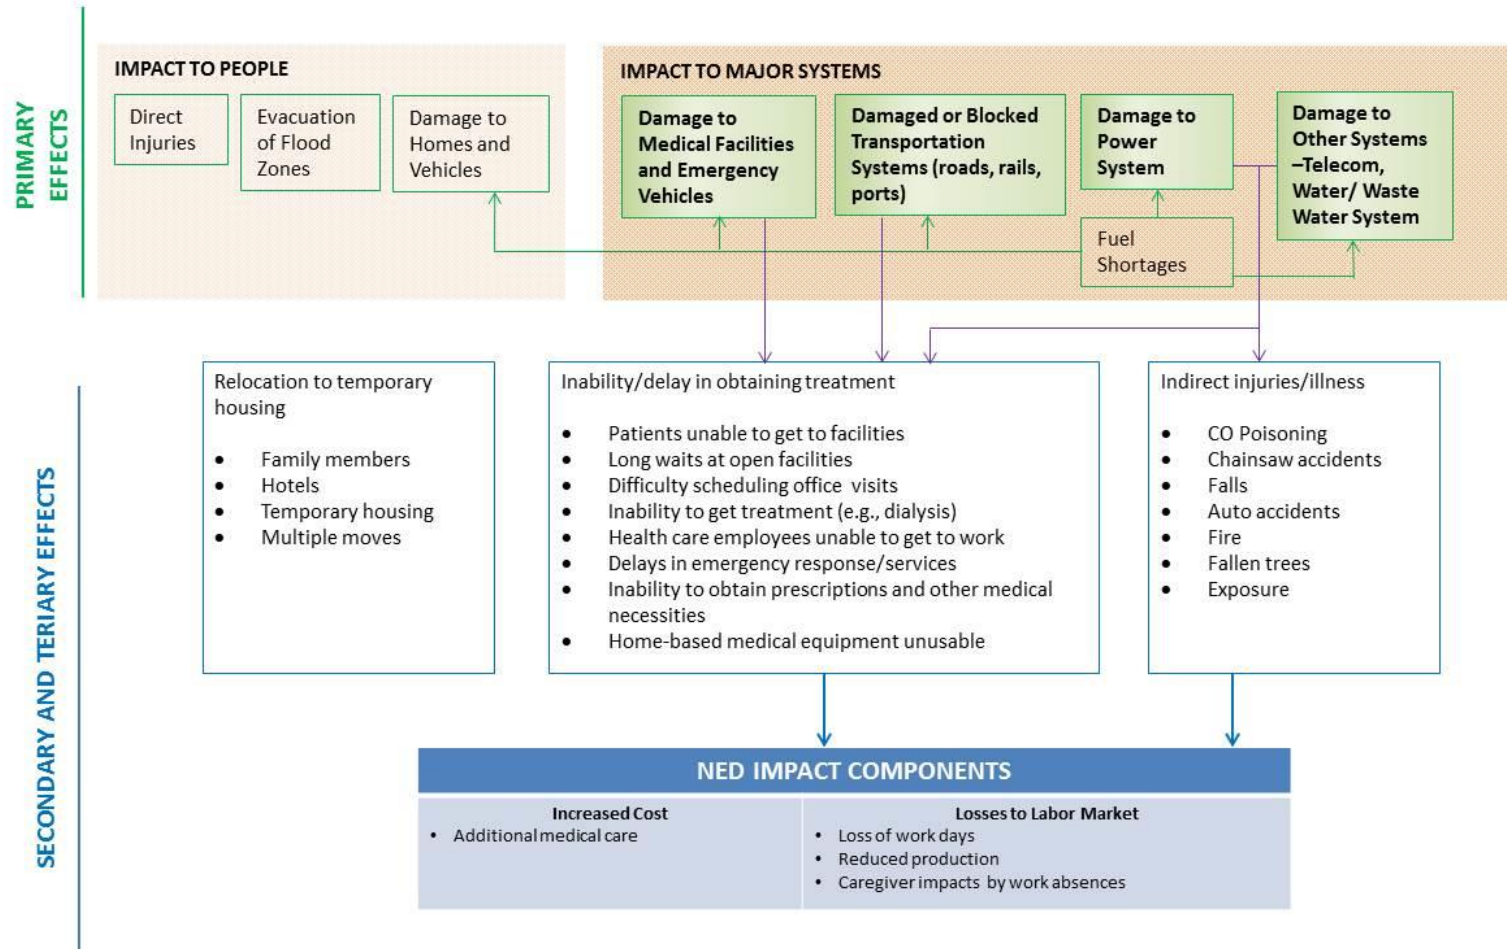 PRIMARY
EFFECTS
IMPACT TO PEOPLE
Direct
Injuries
Evacuation
of Flood
Zones
Damage to
Homes and
Vehicles
IMPACT TO MAJOR SYSTEMS
Damage to
Medical Facilities
and Emergency
Vehicles
Damaged or Blocked
Transportation
Systems (roads, rails,
ports)
Damage to
Power
System
Damage to
Other Systems
–Telecom,
Water/ Waste
Water System
Fuel
Shortages
SECONDARY AND TERIARY EFFECTS
Relocation to temporary
housing
• Family members
• Hotels
• Temporary housing
• Multiple moves
Inability/delay in obtaining treatment
• Patients unable to get to facilities
• Long waits at open facilities
• Difficulty scheduling office visits
• Inability to get treatment (e.g., dialysis)
• Health care employees unable to get to work
• Delays in emergency response/services
• Inability to obtain prescriptions and other medical
necessities
• Home-based medical equipment unusable
Indirect injuries/illness
• CO Poisoning
• Chainsaw accidents
• Falls
• Auto accidents
• Fire
• Fallen trees
• Exposure
NED IMPACT COMPONENTS
Increased Cost
• Additional medical care
Losses to Labor Market
• Loss of work days
• Reduced production
• Caregiver impacts by work absences